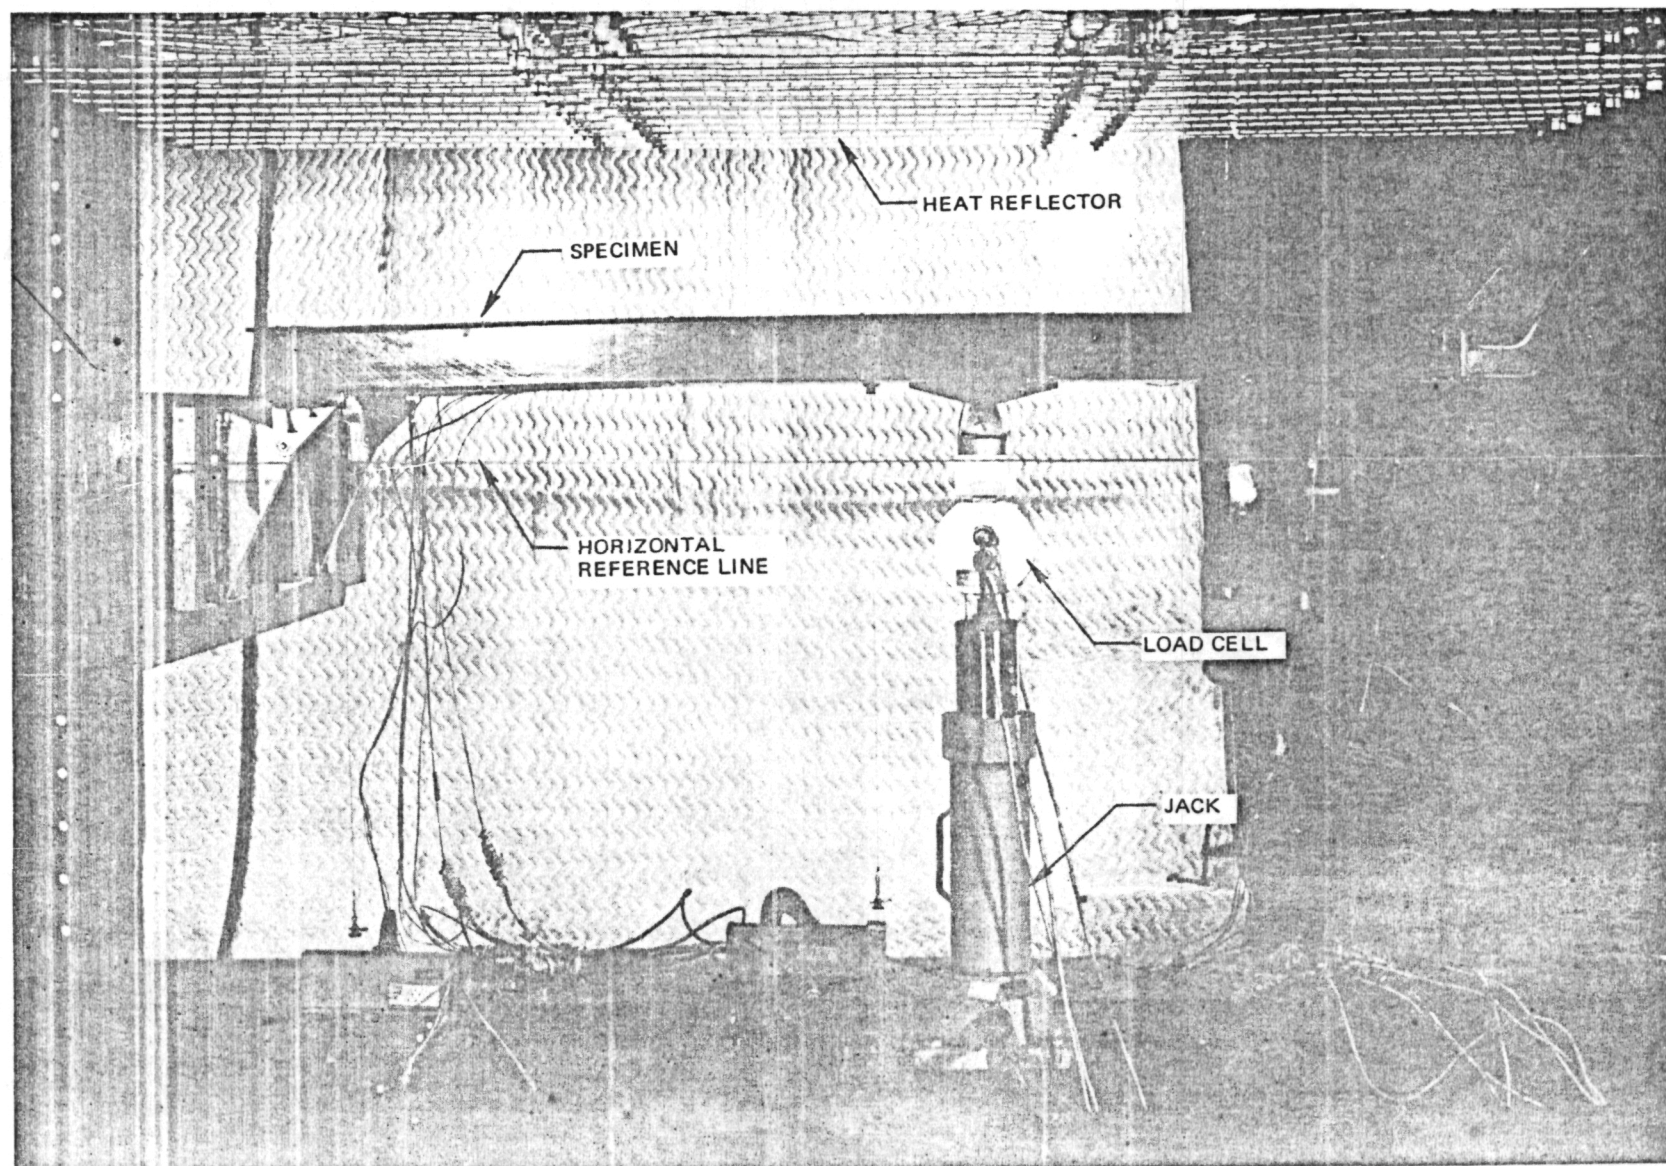 HEAT REFLECTOR
SPECIMEN
HORIZONTAL
REFERENCE LINE
LOAD CELL
JACK